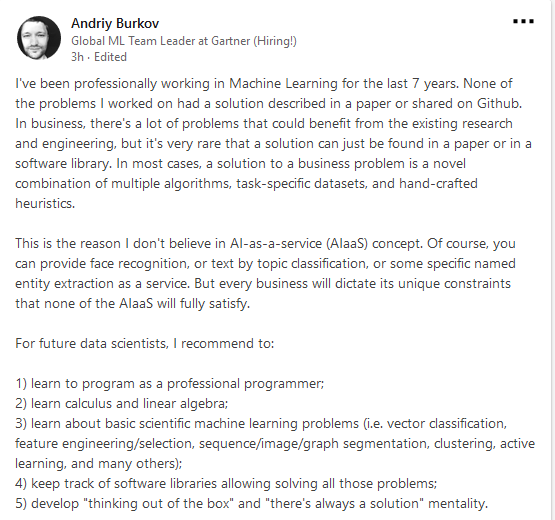 Andriy Burkov
Global ML Team Leader at Gartner (Hiring!)
3h · Edited
I've been professionally working in Machine Learning for the last 7 years. None of
the problems I worked on had a solution described in a paper or shared on Github.
In business, there's a lot of problems that could benefit from the existing research
and engineering, but it's very rare that a solution can just be found in a paper or in a
software library. In most cases, a solution to a business problem is a novel
combination of multiple algorithms, task-specific datasets, and hand-crafted
heuristics.
This is the reason I don't believe in AI-as-a-service (AIaaS) concept. Of course, you
can provide face recognition, or text by topic classification, or some specific named
entity extraction as a service. But every business will dictate its unique constraints
that none of the AIaaS will fully satisfy.
For future data scientists, I recommend to:
1) learn to program as a professional programmer;
2) learn calculus and linear algebra;
3) learn about basic scientific machine learning problems (i.e. vector classification,
feature engineering/selection, sequence/image/graph segmentation, clustering, active
learning, and many others);
4) keep track of software libraries allowing solving all those problems;
5) develop "thinking out of the box" and "there's always a solution" mentality.